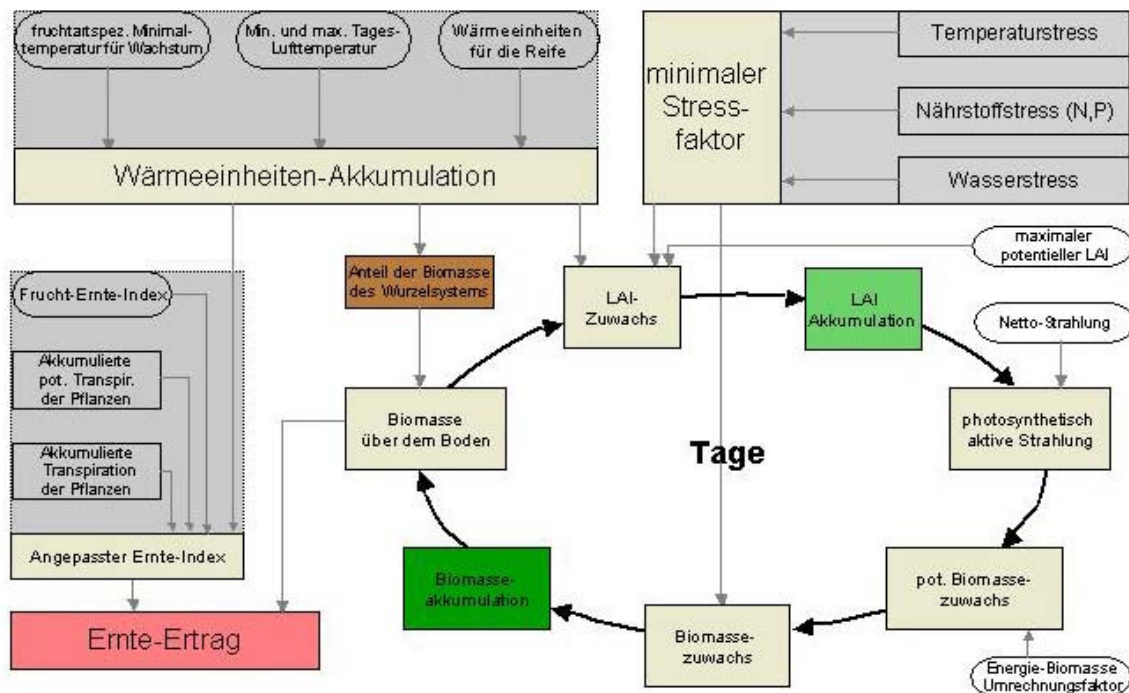 fruchtartspez. Minimal-
temperatur für Wachstum
Min. und max. Tages-
Lufttemperatur
Wärmeeinheiten
für die Reife
Wärmeeinheiten-Akkumulation
minimaler
Stress-
faktor
Temperaturstress
Nährstoffstress (N,P)
Wasserstress
maximaler
potentieller LAI
Anteil der Biomasse
des Wurzelsystems
LAI-
Zuwachs
LAI
Akkumulation
Netto-Strahlung
Frucht-Ernte-Index
Akkumulierte
pot. Transpir.
der Pflanzen
Akkumulierte
Transpiration
der Pflanzen
Biomasse
über dem Boden
Tage
photosynthetisch
aktive Strahlung
Angepasster Ernte-Index
Biomasse-
akkumulation
pot. Biomasse-
zuwachs
Ernte-Ertrag
Biomasse-
zuwachs
Energie-Biomasse
Umrechnungsfaktor